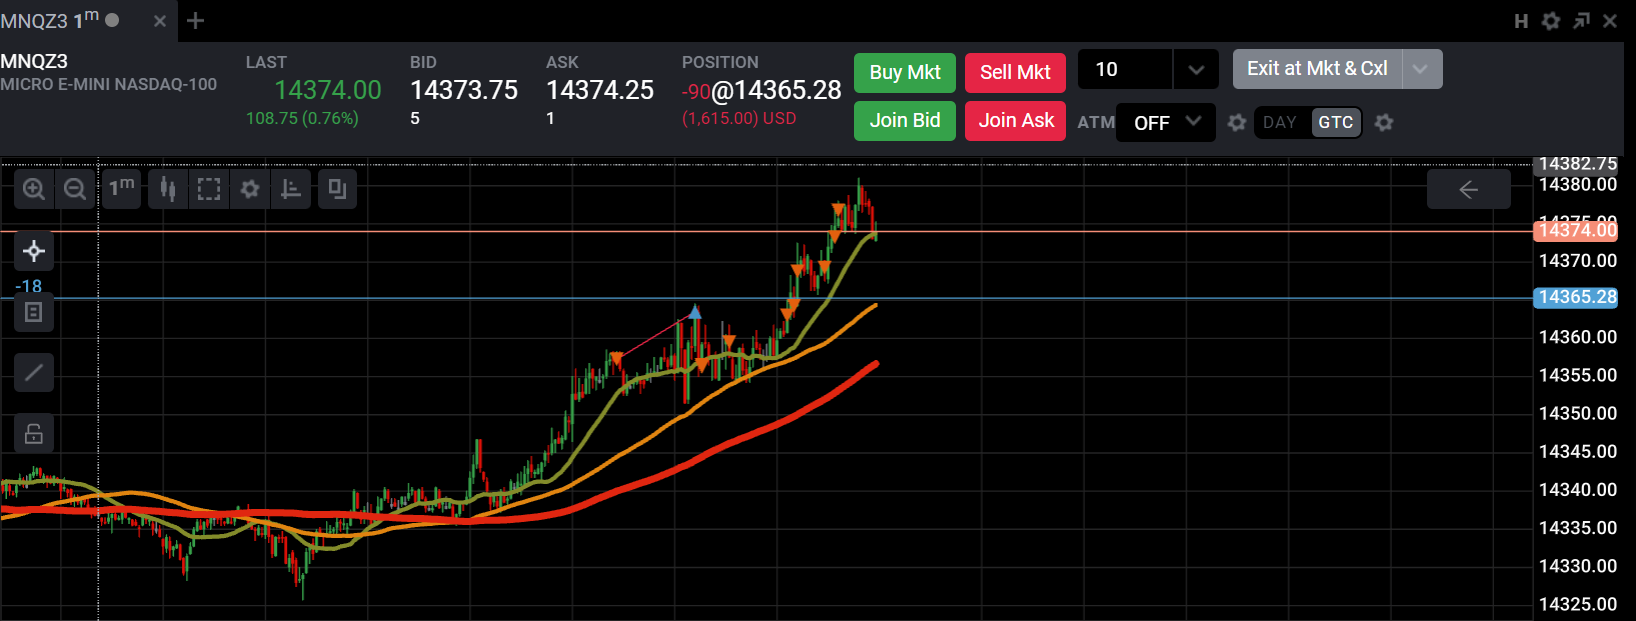 MNQZ3 1m
H
MNQZ3
MICRO E-MINI NASDAQ-100
LAST
14374.00
108.75 (0.76%)
BID
14373.75
5
ASK
14374.25
1
POSITION
-90@14365.28
(1,615.00) USD
Buy Mkt
Sell Mkt
10
Exit at Mkt & Cxl
Join Bid
Join Ask
ATM
OFF
DAY
GTC
1m
-18
14382.75
14380.00
14375.00
14374.00
14370.00
14365.28
14360.00
14355.00
14350.00
14345.00
14340.00
14335.00
14330.00
14325.00